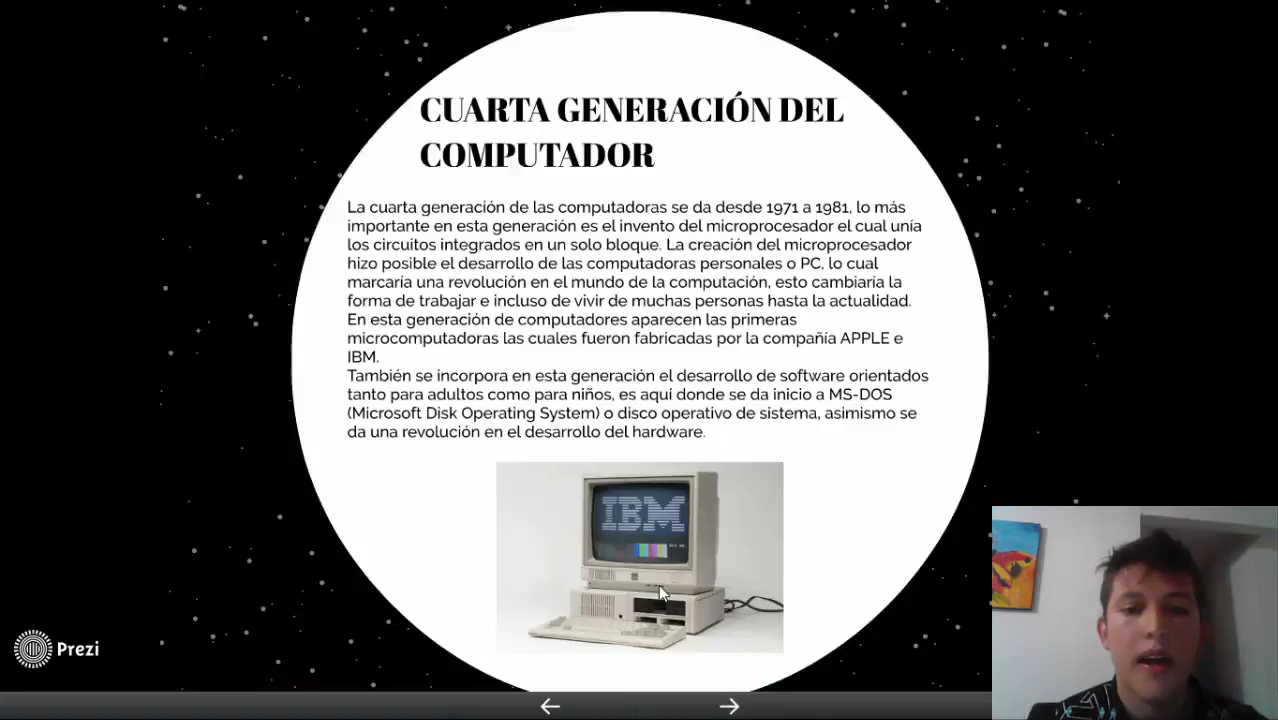 CUARTA GENERACIÓN DEL
COMPUTADOR
La cuarta generación de las computadoras se da desde 1971 a 1981, lo más
importante en esta generación es el invento del microprocesador el cual unía
los circuitos integrados en un solo bloque. La creación del microprocesador
hizo posible el desarrollo de las computadoras personales o PC, lo cual
marcaría una revolución en el mundo de la computación, esto cambiaría la
forma de trabajar e incluso de vivir de muchas personas hasta la actualidad.
En esta generación de computadores aparecen las primeras
microcomputadoras las cuales fueron fabricadas por la compañía APPLE e
IBM.
También se incorpora en esta generación el desarrollo de software orientados
tanto para adultos como para niños, es aquí donde se da inicio a MS-DOS
(Microsoft Disk Operating System) o disco operativo de sistema, asimismo se
da una revolución en el desarrollo del hardware.
IBM
Prezi